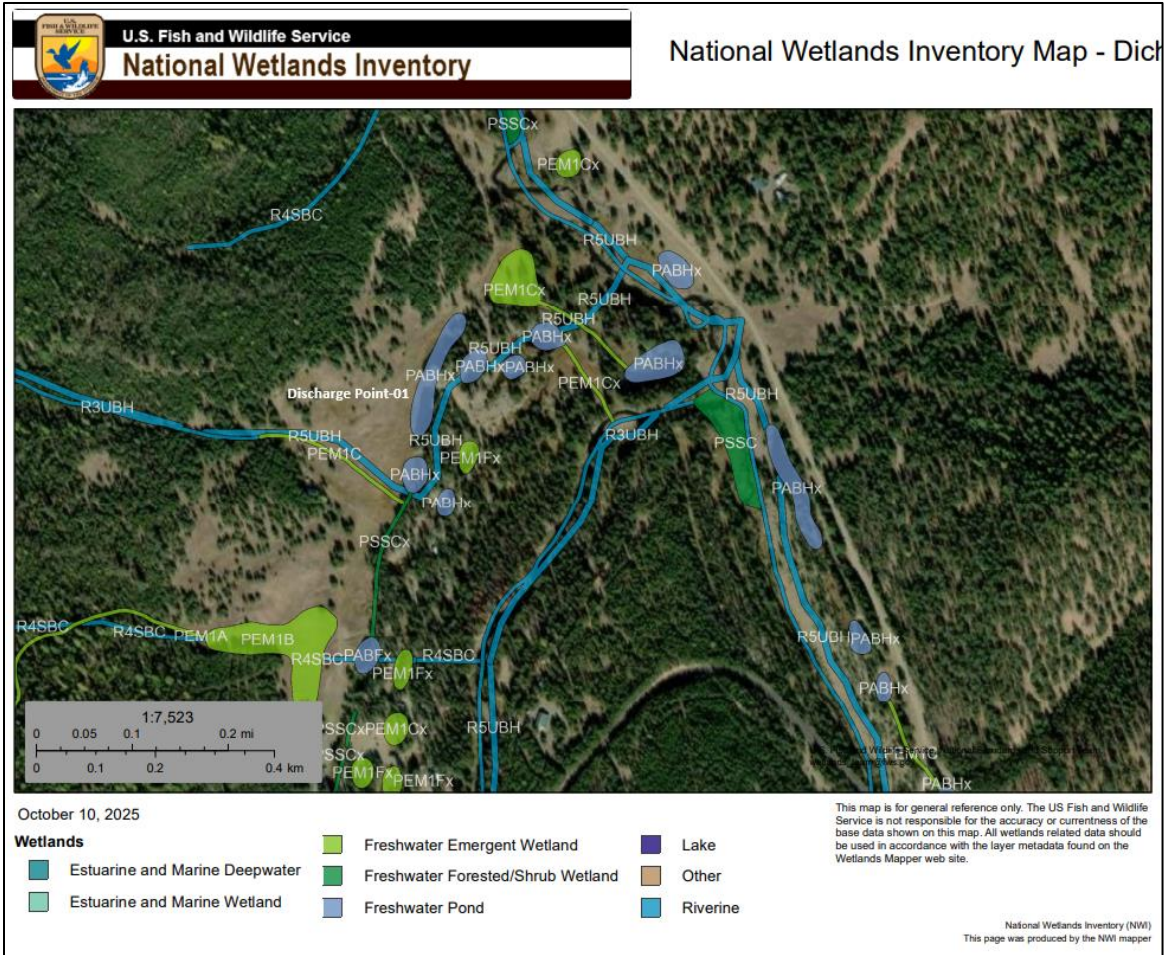 U.S.
FISH & WILDLIFE
SERVICE
U.S. Fish and Wildlife Service
National Wetlands Inventory
National Wetlands Inventory Map - Dich
PSSCx
PEM1Cx
R4SBC
R5UBH
PABHx
PEM1Cx
R5UBH
R5UBH
PABHx
R5UBH
PABHx
PABHx
PABHx
PABHx
PEM1Cx
Discharge Point-01
R5UBH
R3UBH
R3UBH
R5UBH
R5UBH
PSSC
PEM1C
PEM1Fx
PABHx
PABHx
PABHx
PSSCx
R4SBC
R4SBC
PEM1A
PEM1B
R4SBC
PABFx
R4SBC
PEM1Fx
R5UBH
PABHx
PABHx
R5UBH
PSSCx
PEM1Cx
PSSCx
PEM1Fx
PEM1Fx
PEM1C
PABHx
1:7,523
0 0.05 0.1 0.2 mi
0 0.1 0.2 0.4 km
October 10, 2025
Wetlands
Estuarine and Marine Deepwater
Estuarine and Marine Wetland
Freshwater Emergent Wetland
Freshwater Forested/Shrub Wetland
Freshwater Pond
Lake
Other
Riverine
This map is for general reference only. The US Fish and Wildlife
Service is not responsible for the accuracy or currentness of the
base data shown on this map. All wetlands related data should
be used in accordance with the layer metadata found on the
Wetlands Mapper web site.
National Wetlands Inventory (NWI)
This page was produced by the NWI mapper